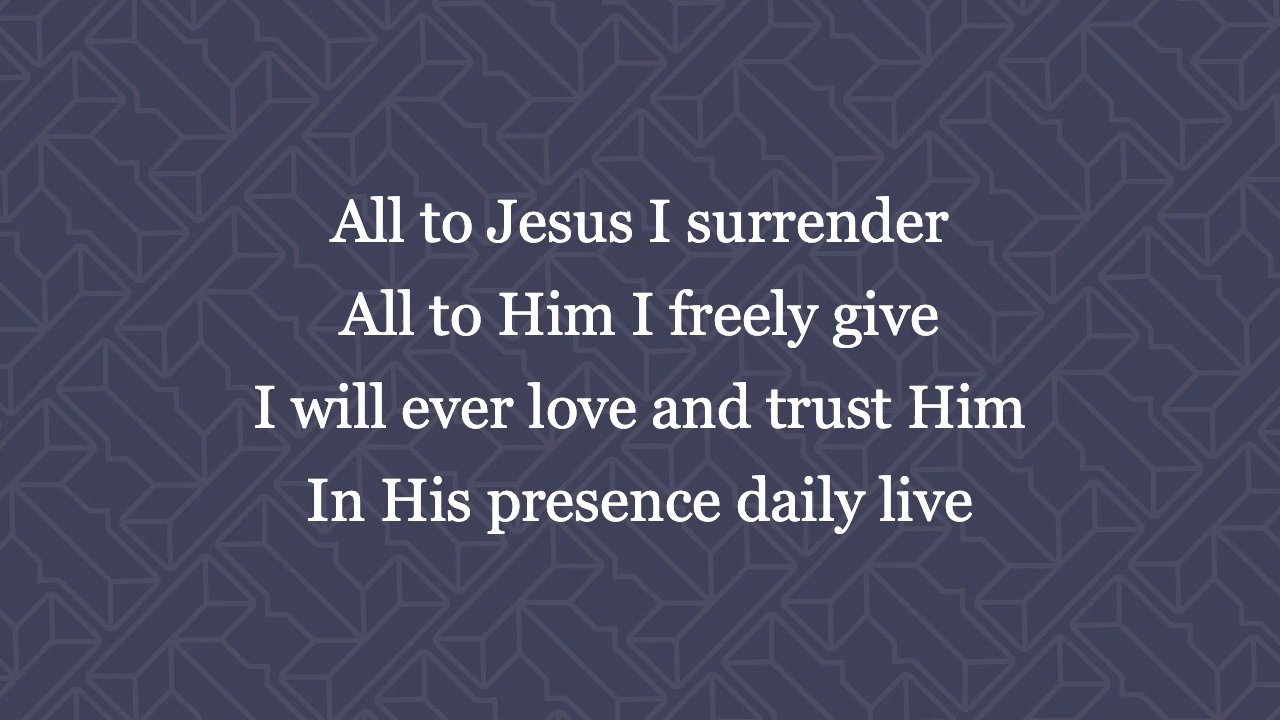 All to Jesus I surrender
All to Him I freely give
I will ever love and trust Him
In His presence daily live